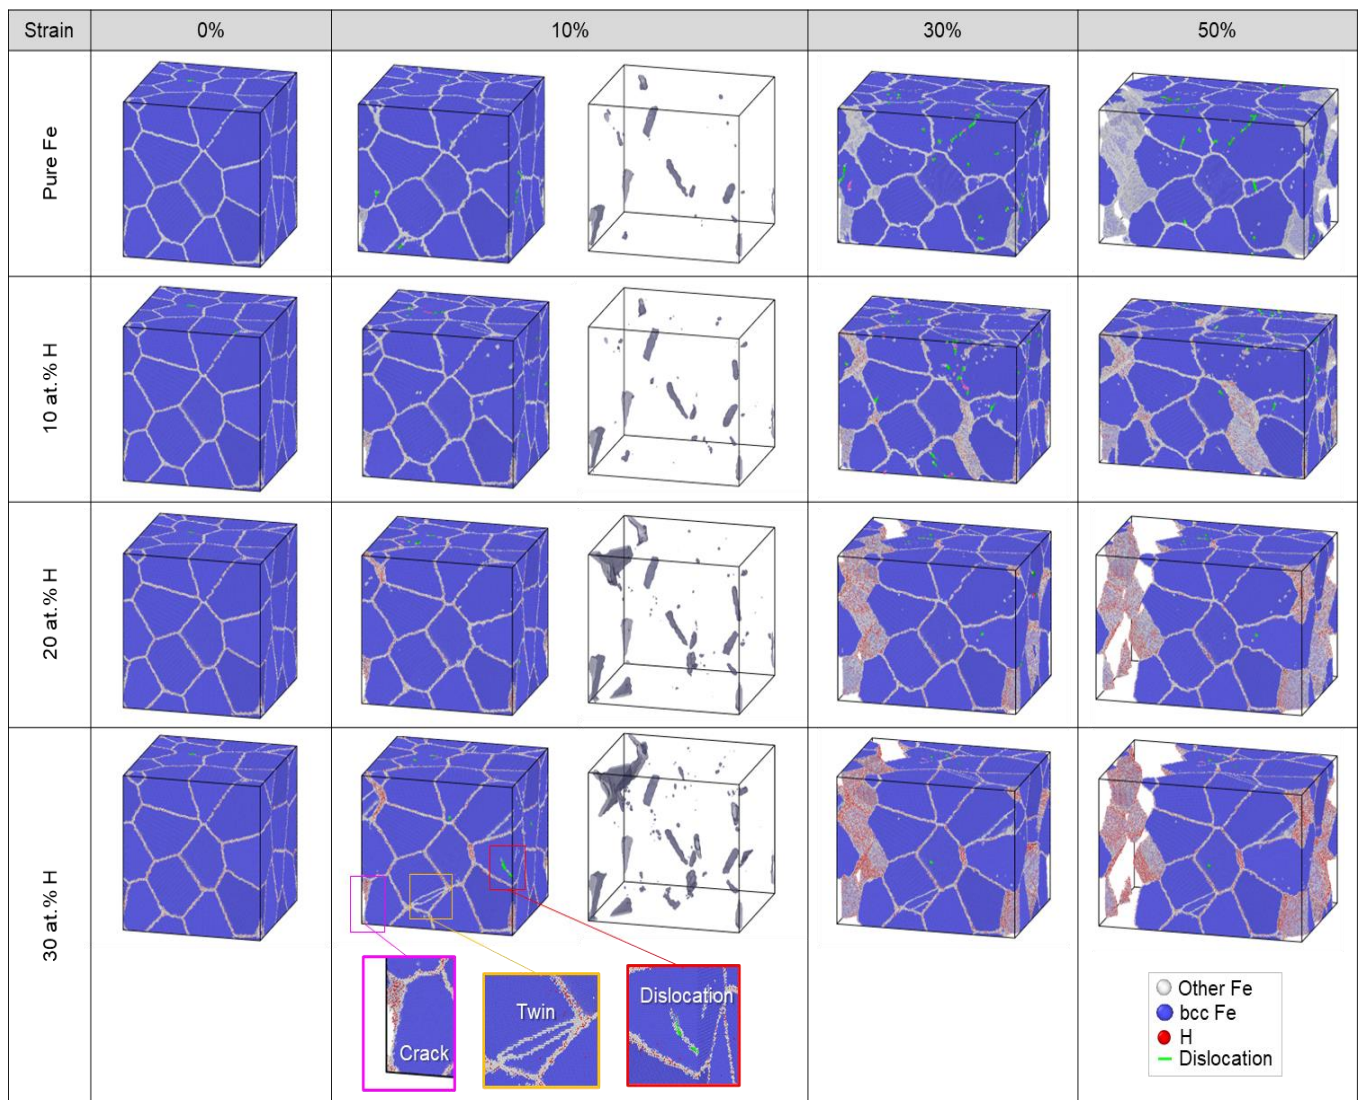 Strain 0% 10% 30% 50%
Pure Fe
10 at.% H
20 at.% H
30 at.% H
Crack
Twin
Dislocation
Other Fe
bcc Fe
H
Dislocation